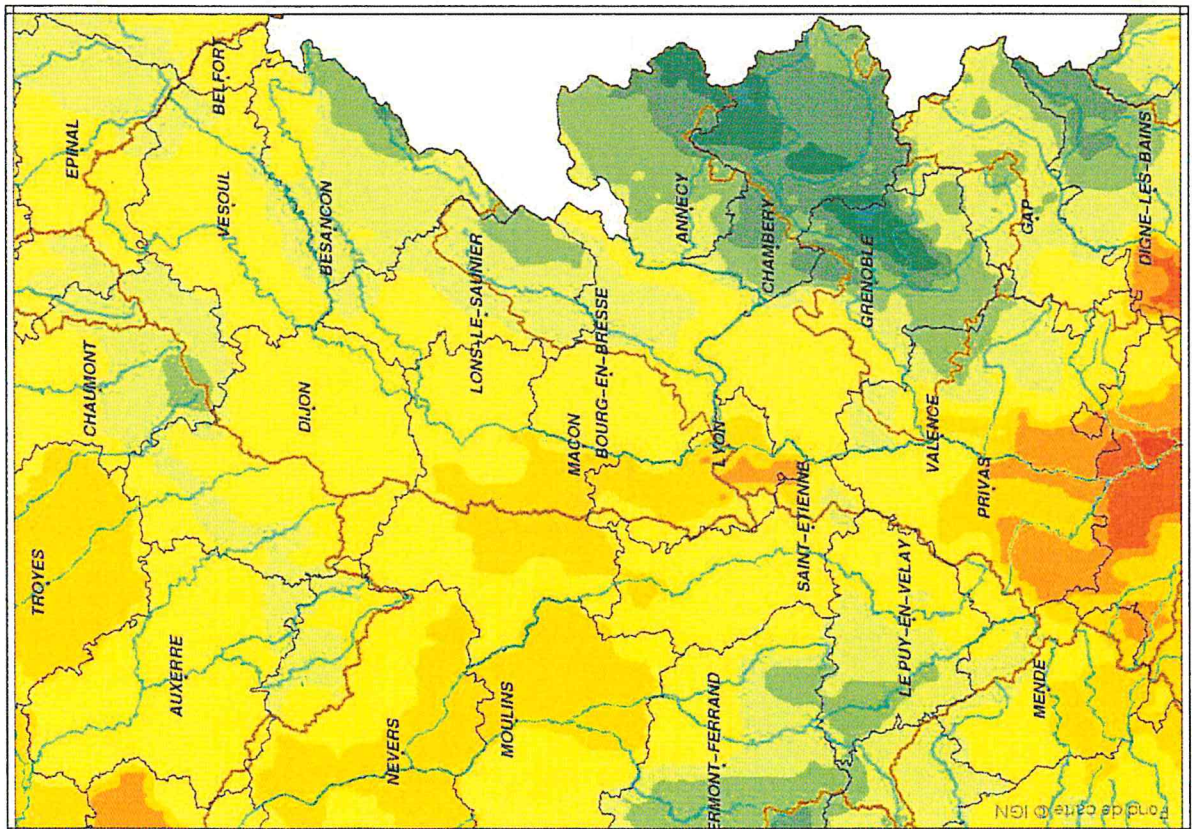 TROYES
EPINAL
CHAUMONT
AUXERRE
BELFORT
VESOUL
DIJON
BESANCON
NEVERS
LONS-LE-SAUNIER
MOULINS
MACON
BOURG-EN-BRESSE
ANNECY
ERMONT-FERRAND
LYON
CHAMBERY
SAINT-ETIENNE
GRENOBLE
LE PUY-EN-VELAY
VALENCE
PRIVAS
GAP
MENDE
DIGNE-LES-BAINS
Fond de carte © IGN